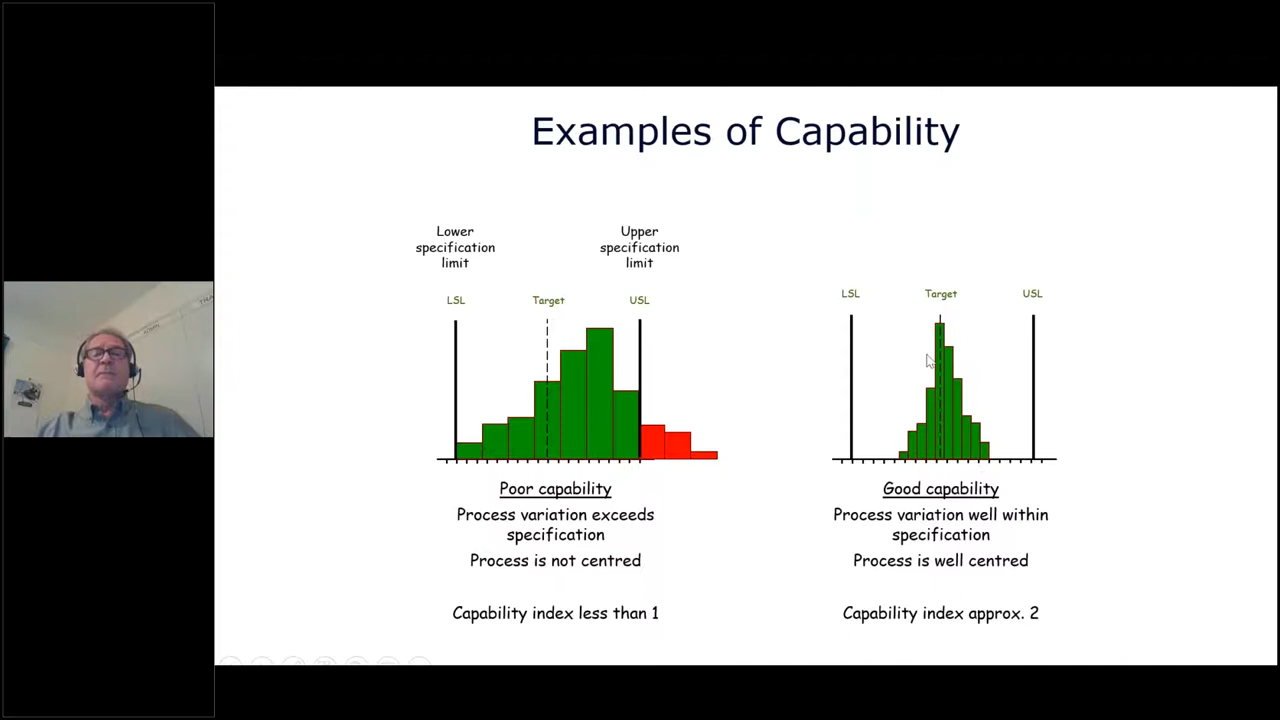 Examples of Capability
Lower
specification
limit
Upper
specification
limit
LSL
Target
USL
LSL
Target
USL
Poor capability
Process variation exceeds
specification
Process is not centred
Capability index less than 1
Good capability
Process variation well within
specification
Process is well centred
Capability index approx. 2